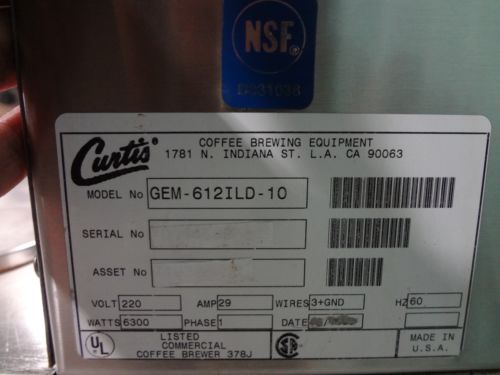 NSF
Curtis
COFFEE BREWING EQUIPMENT
1781 N. INDIANA ST. L.A. CA 90063
MODEL No GEM-612ILD-10
SERIAL No
ASSET No
VOLT 220 AMP 29 WIRES 3+GND HZ 60
WATTS 6300 PHASE 1 DATE
UL LISTED
COMMERCIAL
COFFEE BREWER 378J
SA
MADE IN
U.S.A.